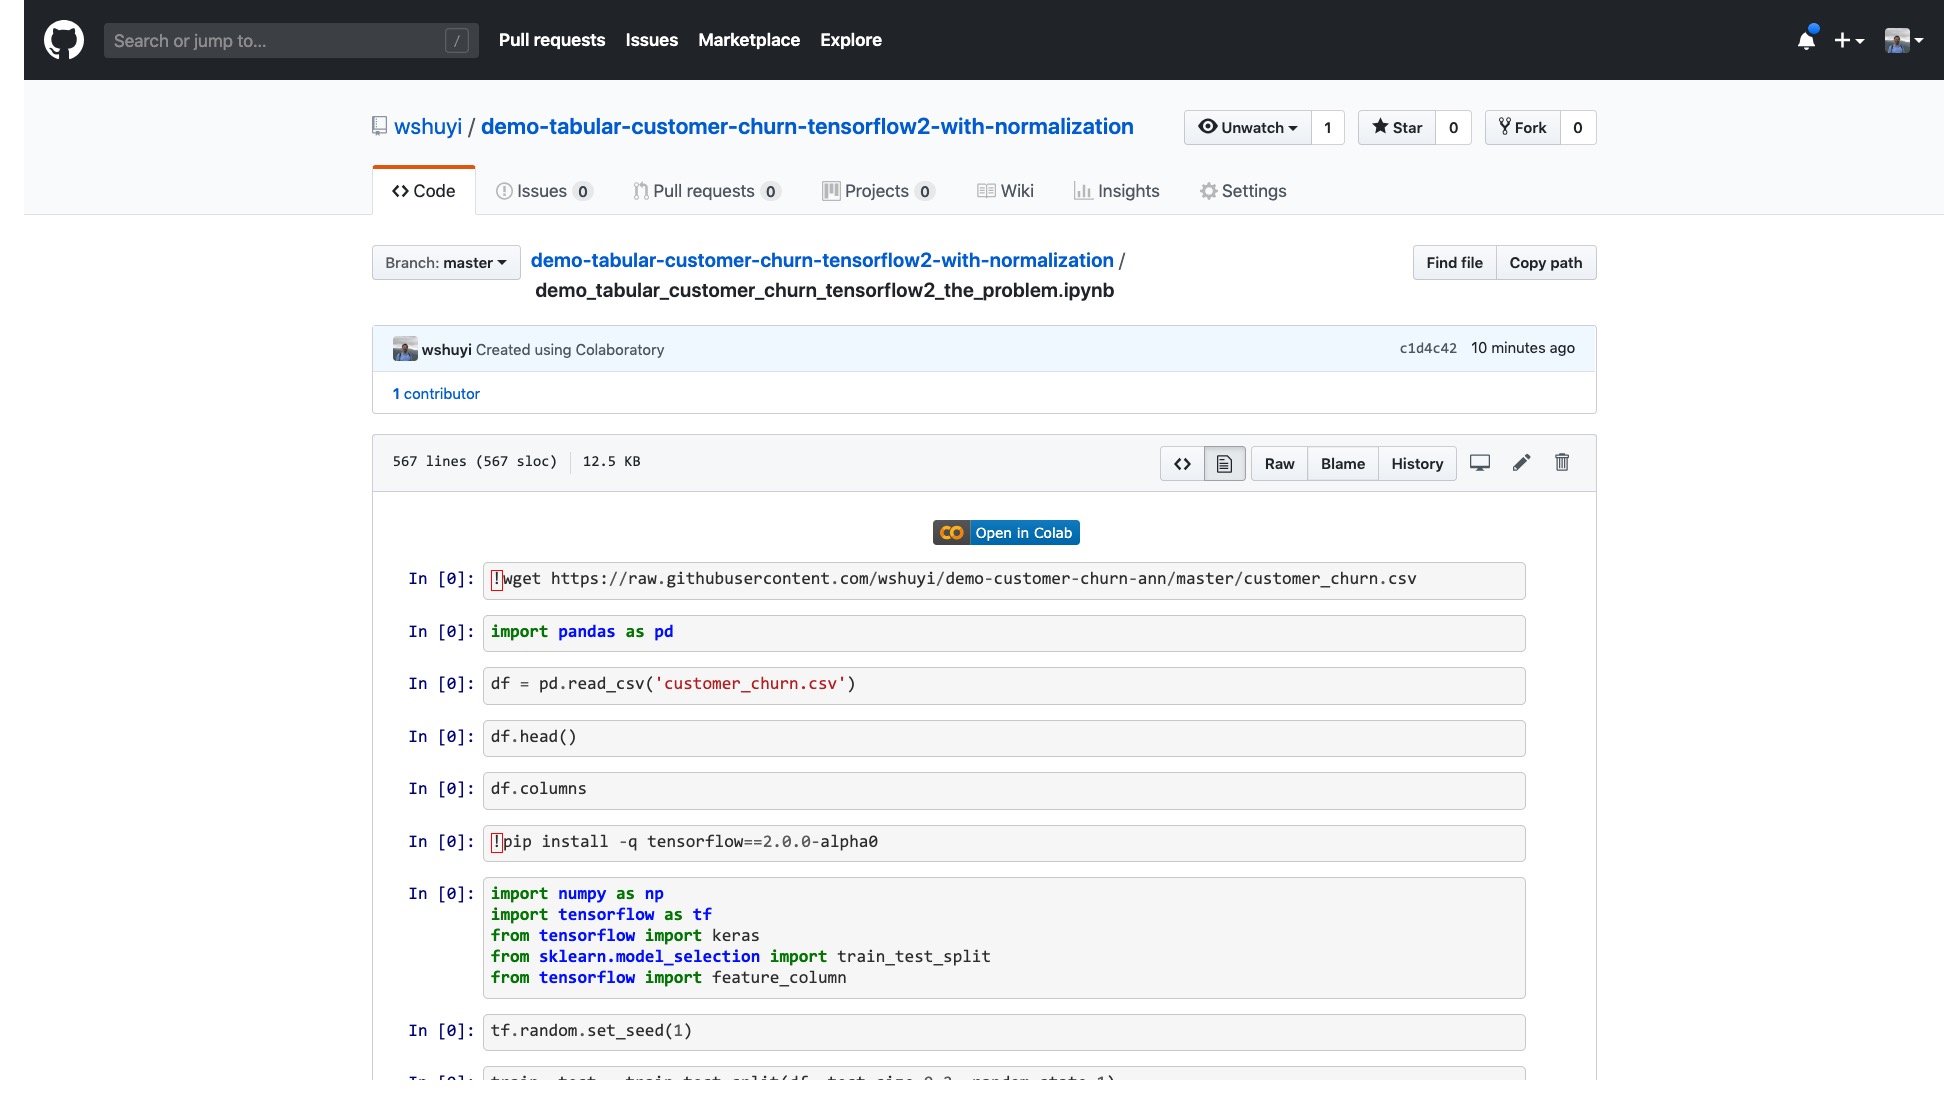 Search or jump to... /
Pull requests Issues Marketplace Explore
wshuyi / demo-tabular-customer-churn-tensorflow2-with-normalization
Unwatch 1 Star 0 Fork 0
Code Issues 0 Pull requests 0 Projects 0 Wiki Insights Settings
Branch: master demo-tabular-customer-churn-tensorflow2-with-normalization /
demo_tabular_customer_churn_tensorflow2_the_problem.ipynb
Find file Copy path
wshuyi Created using Colaboratory c1d4c42 10 minutes ago
1 contributor
567 lines (567 sloc) 12.5 KB Raw Blame History
Open in Colab
In [0]: !wget https://raw.githubusercontent.com/wshuyi/demo-customer-churn-ann/master/customer_churn.csv
In [0]: import pandas as pd
In [0]: df = pd.read_csv('customer_churn.csv')
In [0]: df.head()
In [0]: df.columns
In [0]: !pip install -q tensorflow==2.0.0-alpha0
In [0]: import numpy as np
import tensorflow as tf
from tensorflow import keras
from sklearn.model_selection import train_test_split
from tensorflow import feature_column
In [0]: tf.random.set_seed(1)